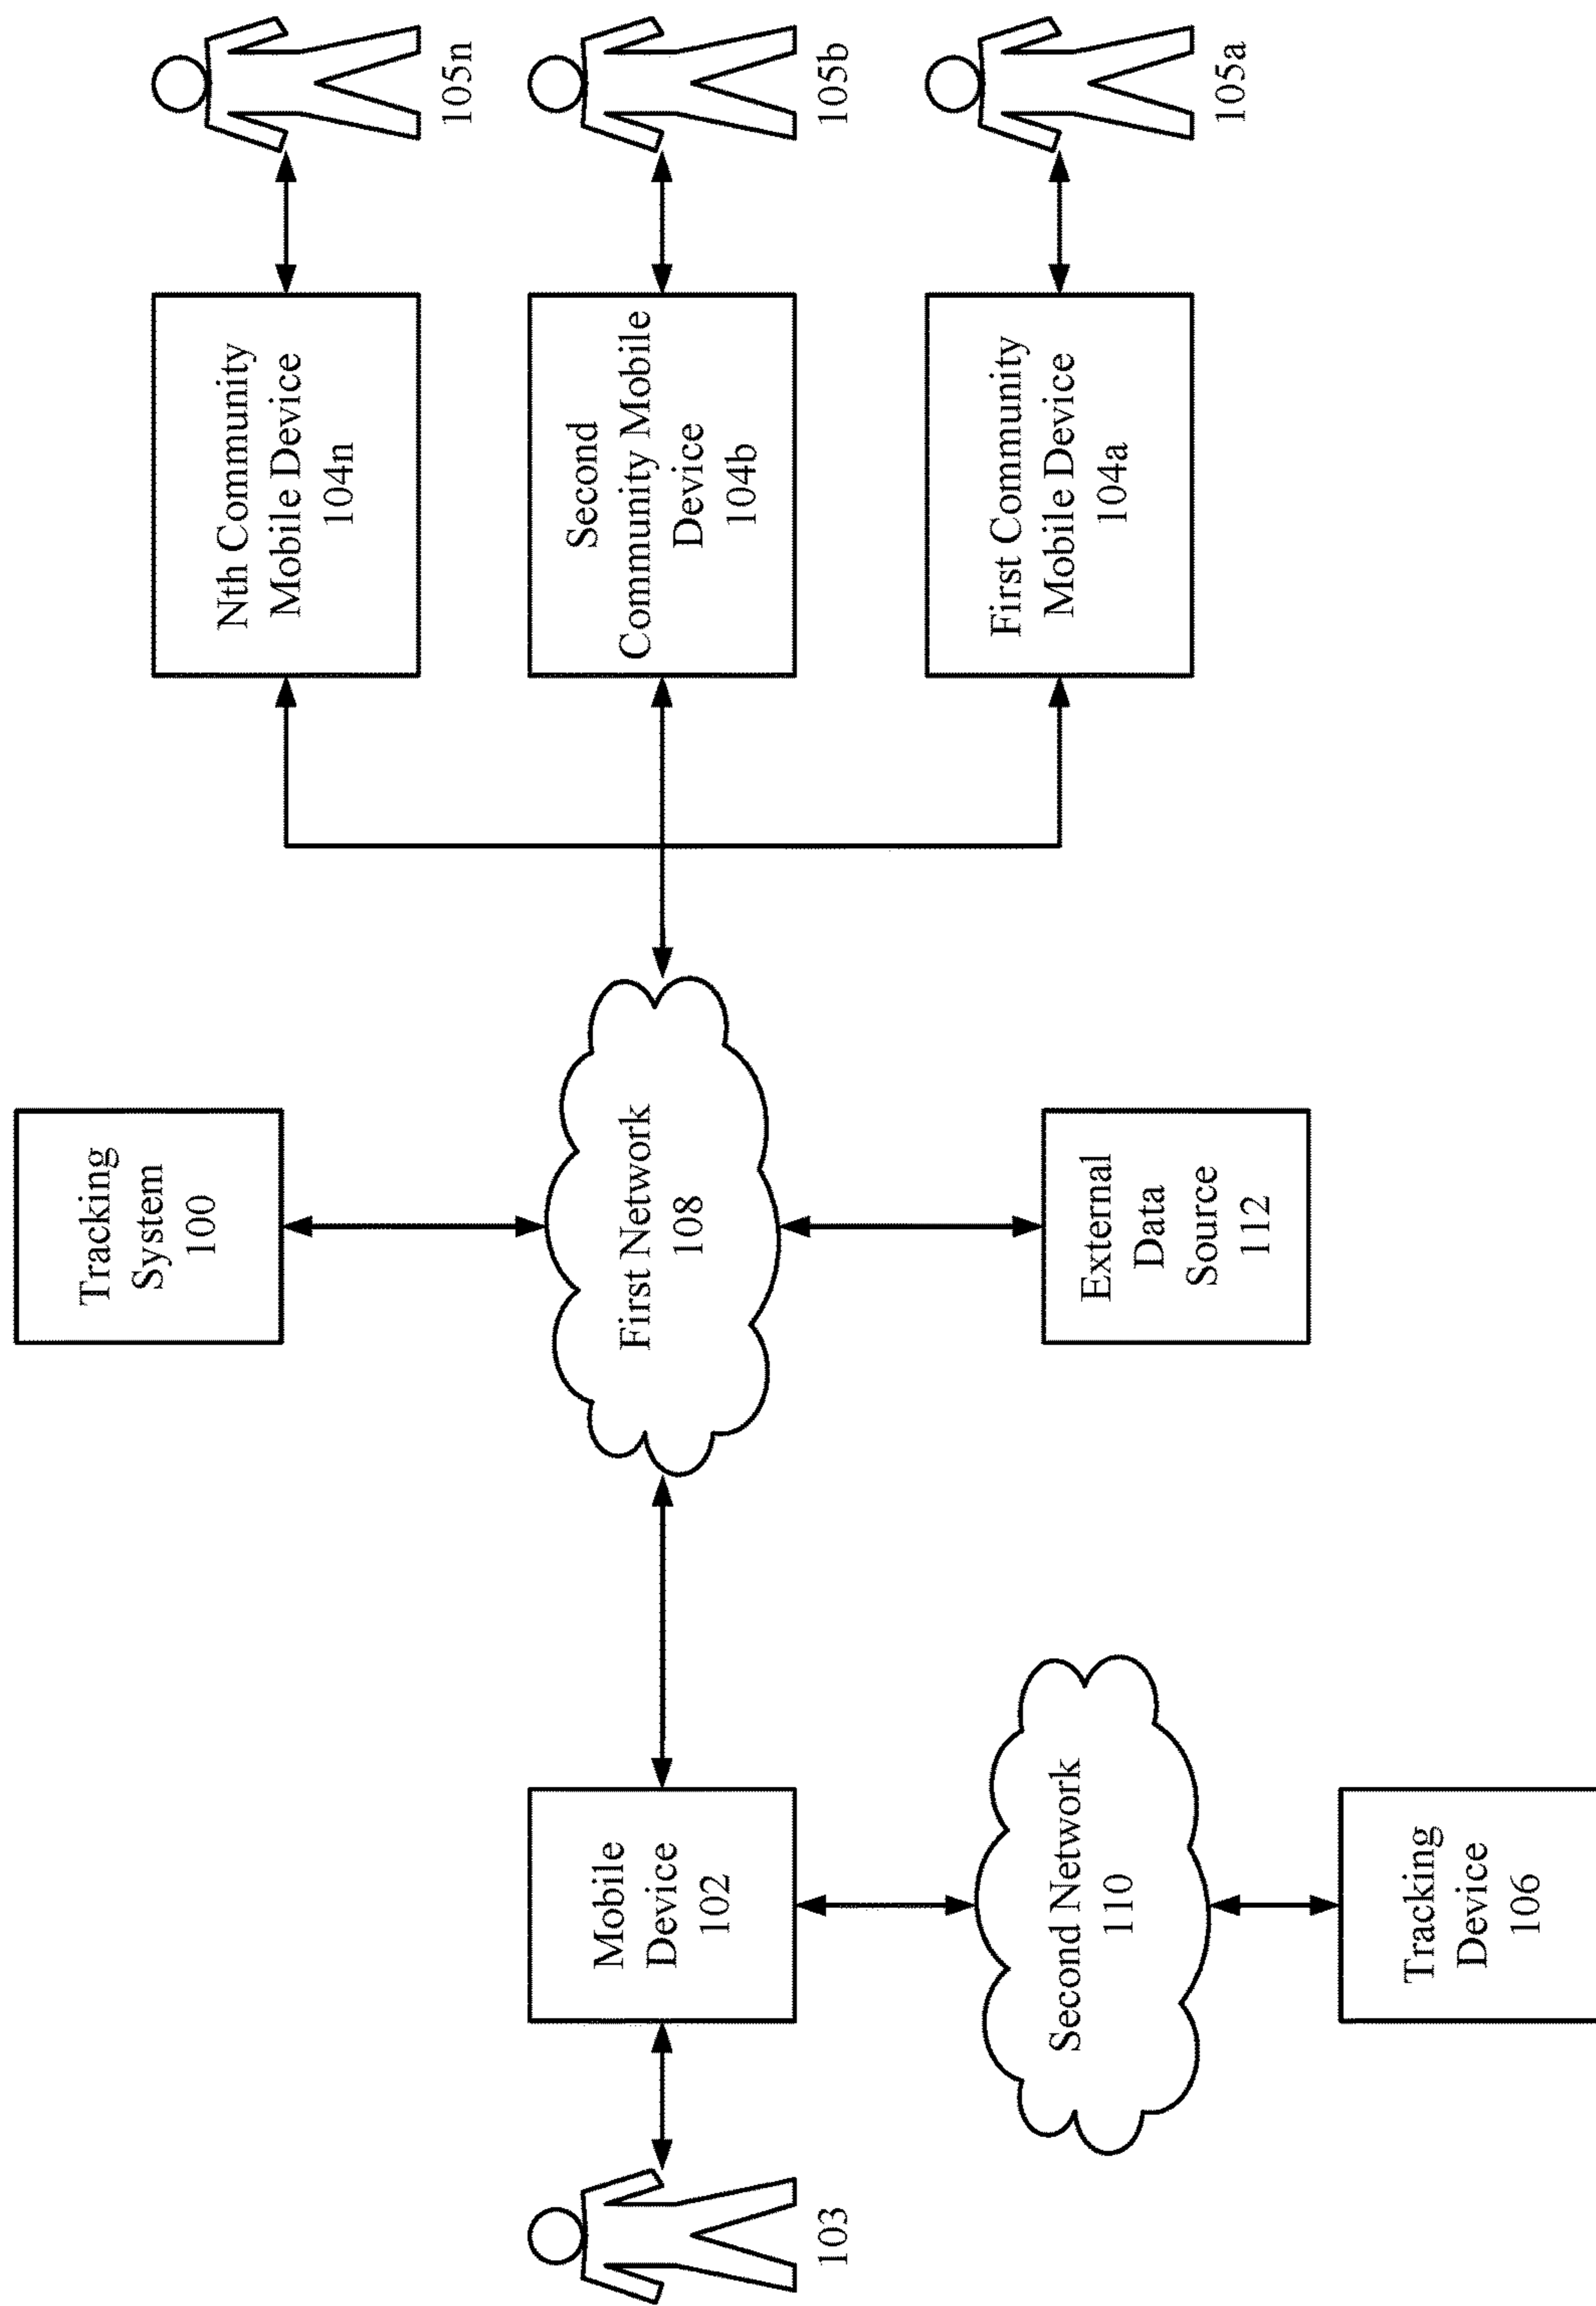 Tracking
System
100
Nth Community
Mobile Device
104n
105n
103
Mobile
Device
102
First Network
108
Second
Community Mobile
Device
104b
105b
Second Network
110
External
Data
Source
112
First Community
Mobile Device
104a
105a
Tracking
Device
106